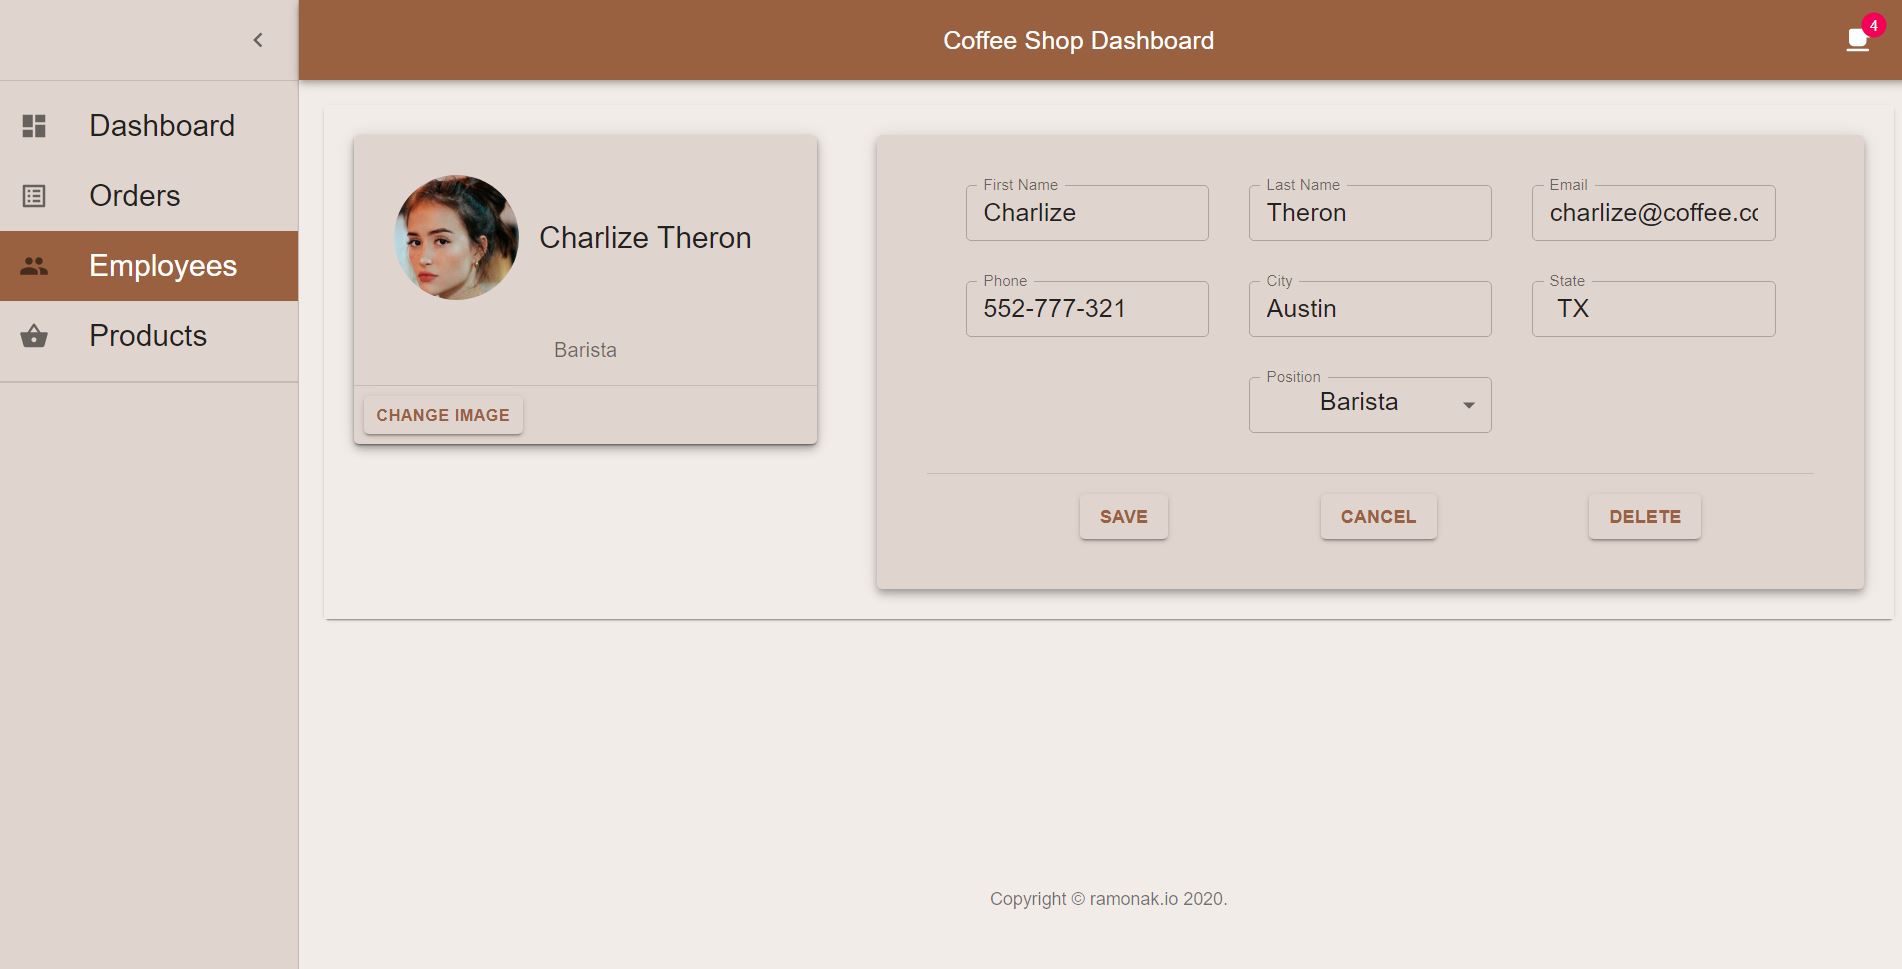 Coffee Shop Dashboard
4
Dashboard
Orders
Employees
Products
Charlize Theron
Barista
CHANGE IMAGE
First Name
Charlize
Last Name
Theron
Email
charlize@coffee.co
Phone
552-777-321
City
Austin
State
TX
Position
Barista
SAVE
CANCEL
DELETE
Copyright © ramonak.io 2020.